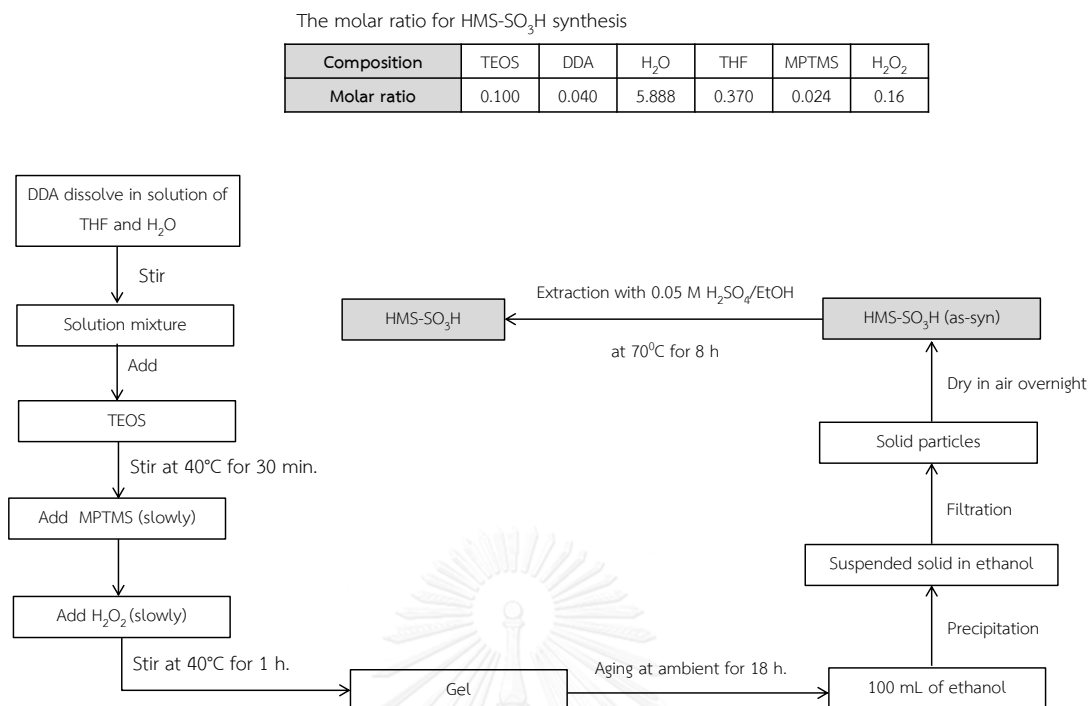 The molar ratio for HMS-SO₃H synthesis
Composition TEOS DDA H₂O THF MPTMS H₂O₂
Molar ratio 0.100 0.040 5.888 0.370 0.024 0.16
DDA dissolve in solution of
THF and H₂O
Stir
Solution mixture
Add
TEOS
Stir at 40°C for 30 min.
Add MPTMS (slowly)
Add H₂O₂ (slowly)
Stir at 40°C for 1 h.
Gel
Aging at ambient for 18 h.
100 mL of ethanol
Precipitation
Suspended solid in ethanol
Filtration
Solid particles
Dry in air overnight
HMS-SO₃H (as-syn)
Extraction with 0.05 M H₂SO₄/EtOH
at 70⁰C for 8 h
HMS-SO₃H